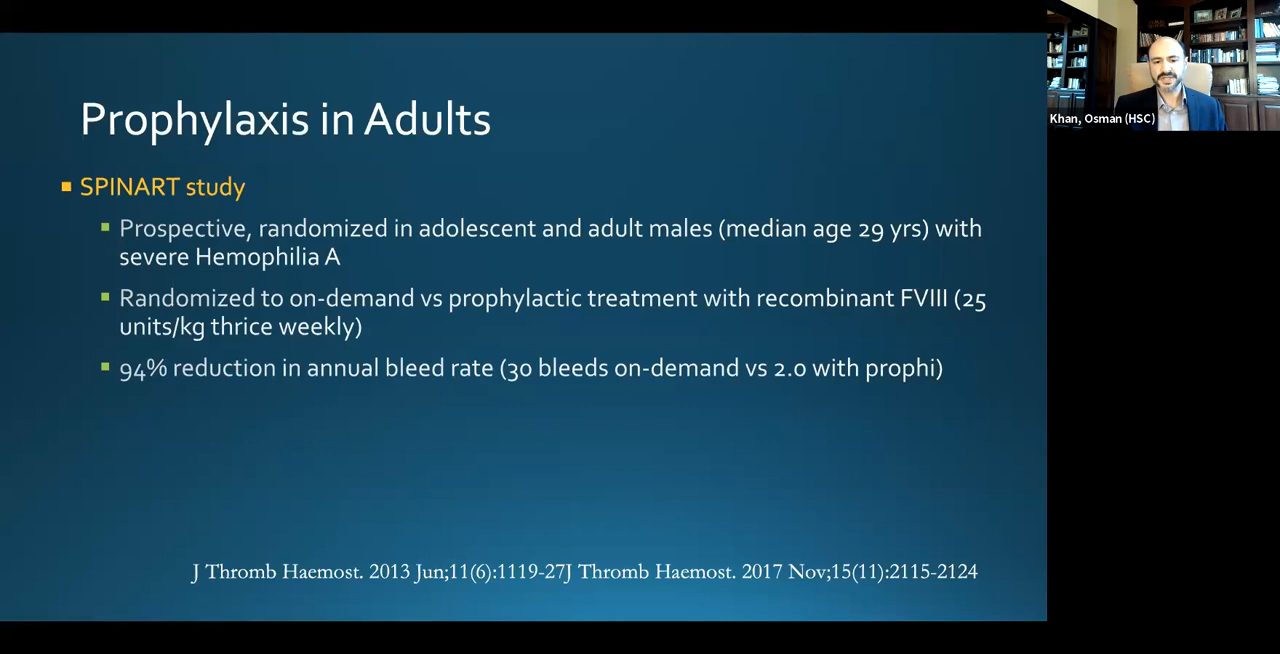 Prophylaxis in Adults
SPINART study
Prospective, randomized in adolescent and adult males (median age 29 yrs) with
severe Hemophilia A
Randomized to on-demand vs prophylactic treatment with recombinant FVIII (25
units/kg thrice weekly)
94% reduction in annual bleed rate (30 bleeds on-demand vs 2.0 with prophi)
J Thromb Haemost. 2013 Jun;11(6):1119-27J Thromb Haemost. 2017 Nov;15(11):2115-2124
Khan, Osman (HSC)